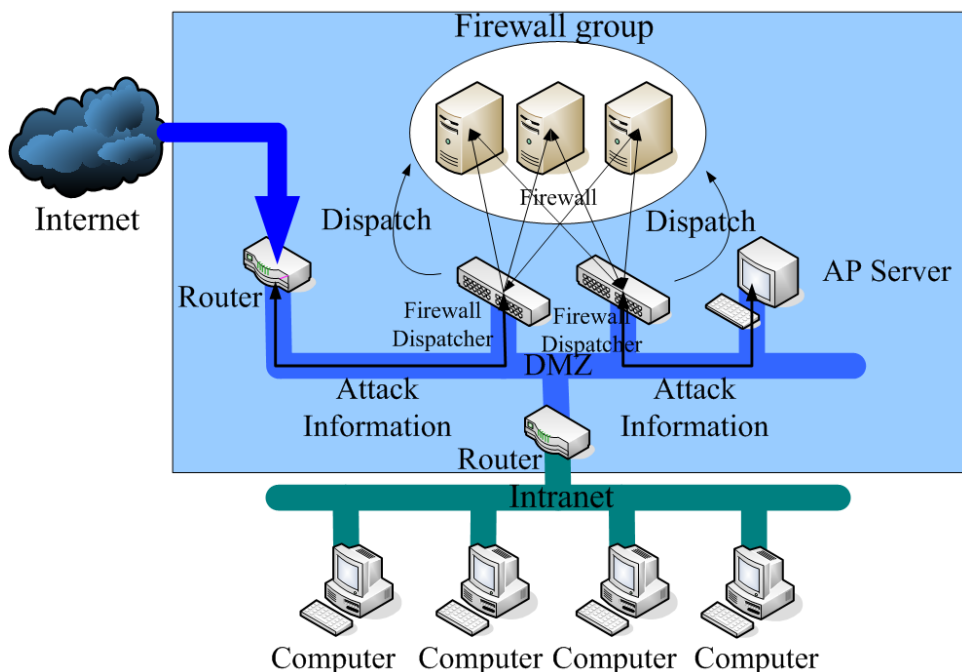 Firewall group
Firewall
Internet
Dispatch
Dispatch
Router
AP Server
Firewall
Dispatcher
Firewall
Dispatcher
DMZ
Attack
Information
Attack
Information
Router
Intranet
Computer
Computer
Computer
Computer